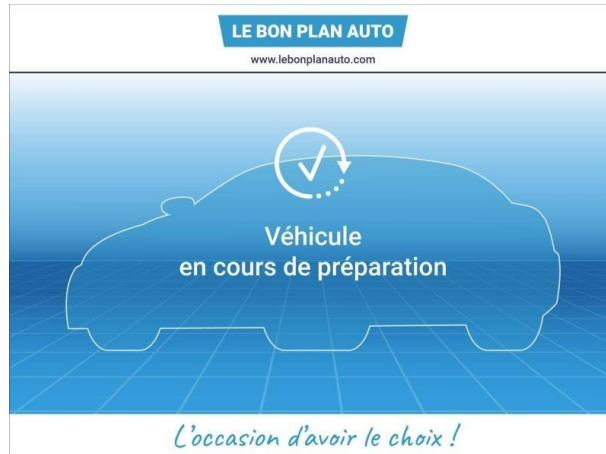 LE BON PLAN AUTO
www.lebonplanauto.com
Véhicule
en cours de préparation
L'occasion d'avoir le choix !